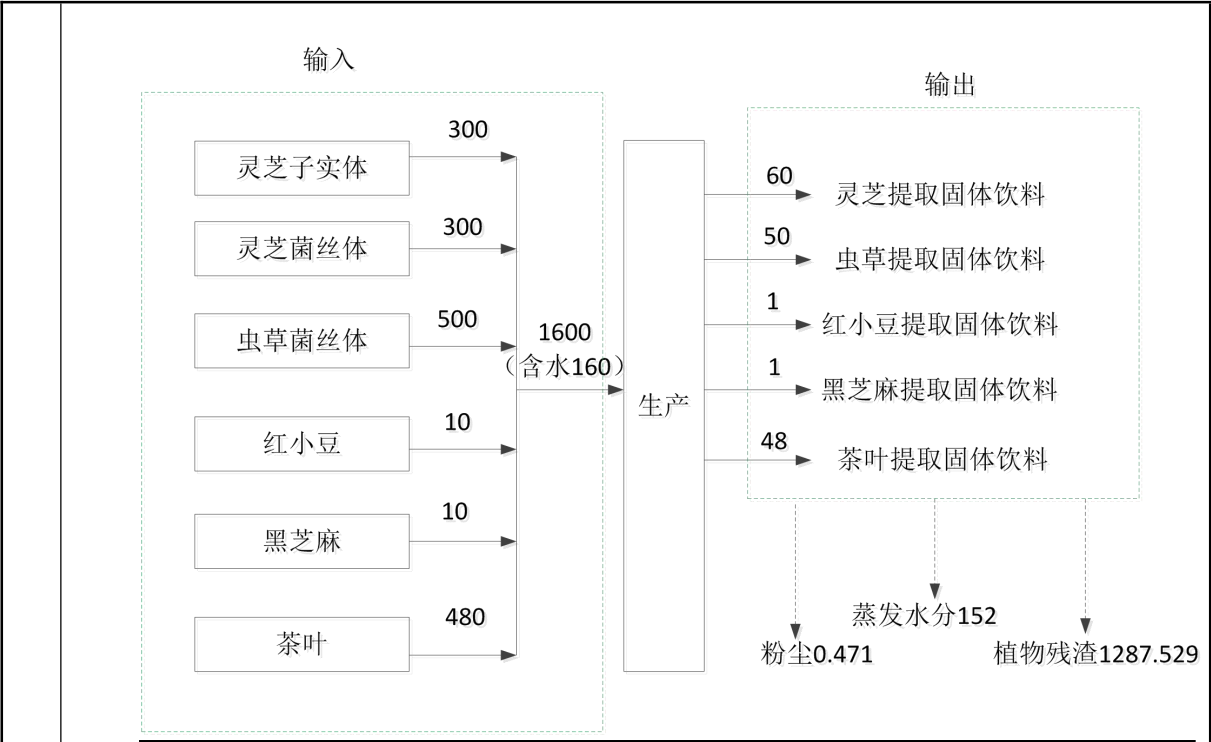 输入
300
灵芝子实体
300
灵芝菌丝体
500
虫草菌丝体
10
红小豆
10
黑芝麻
480
茶叶
1600
（含水160）
生产
输出
60
灵芝提取固体饮料
50
虫草提取固体饮料
1
红小豆提取固体饮料
1
黑芝麻提取固体饮料
48
茶叶提取固体饮料
蒸发水分152
粉尘0.471
植物残渣1287.529